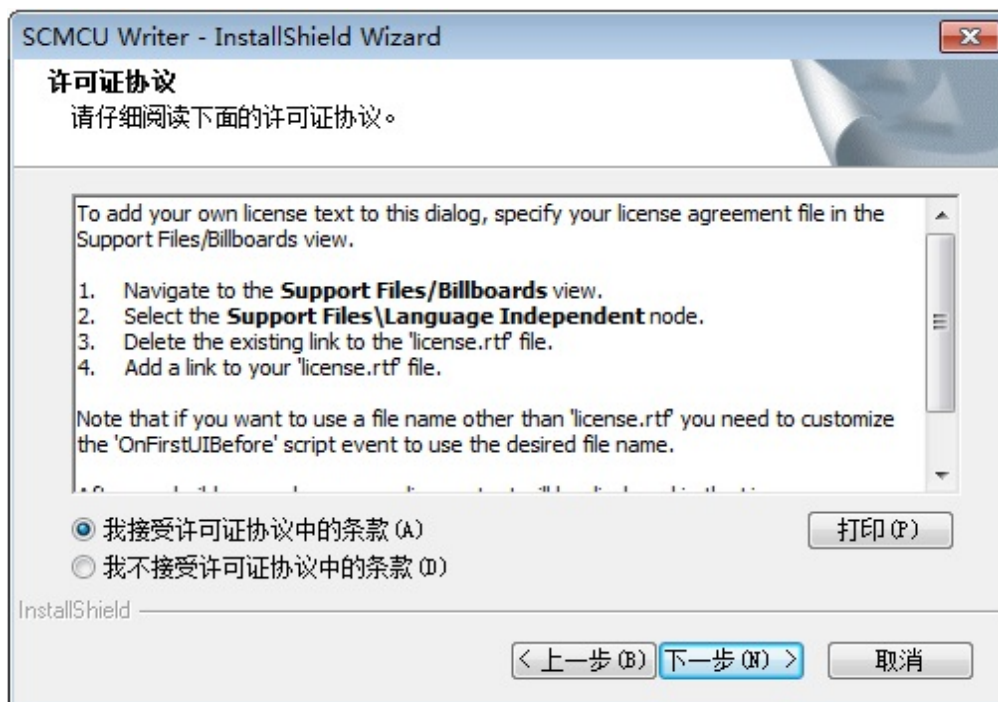 SCMCU Writer - InstallShield Wizard
许可证协议
请仔细阅读下面的许可证协议。
To add your own license text to this dialog, specify your license agreement file in the
Support Files/Billboards view.
1. Navigate to the Support Files/Billboards view.
2. Select the Support Files\Language Independent node.
3. Delete the existing link to the 'license.rtf' file.
4. Add a link to your 'license.rtf' file.
Note that if you want to use a file name other than 'license.rtf' you need to customize
the 'OnFirstUIBefore' script event to use the desired file name.
我接受许可证协议中的条款(A)
打印(P)
我不接受许可证协议中的条款(D)
InstallShield
< 上一步(B)
下一步(N) >
取消